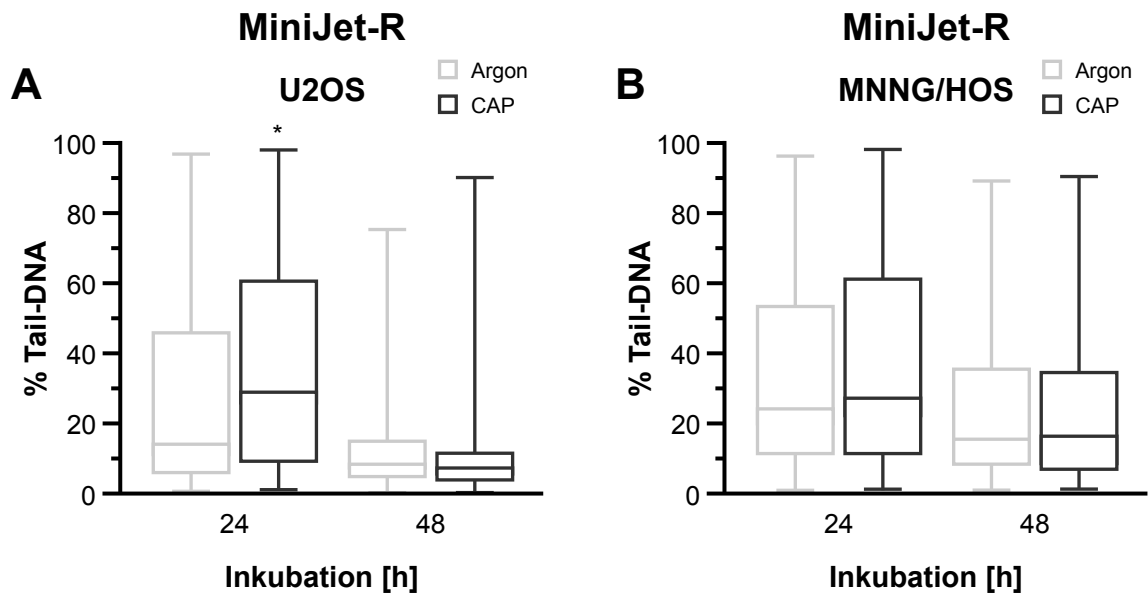 MiniJet-R
A
U2OS
Argon
CAP
*
100
80
60
40
20
0
% Tail-DNA
24
48
Inkubation [h]
MiniJet-R
B
MNNG/HOS
Argon
CAP
100
80
60
40
20
0
% Tail-DNA
24
48
Inkubation [h]